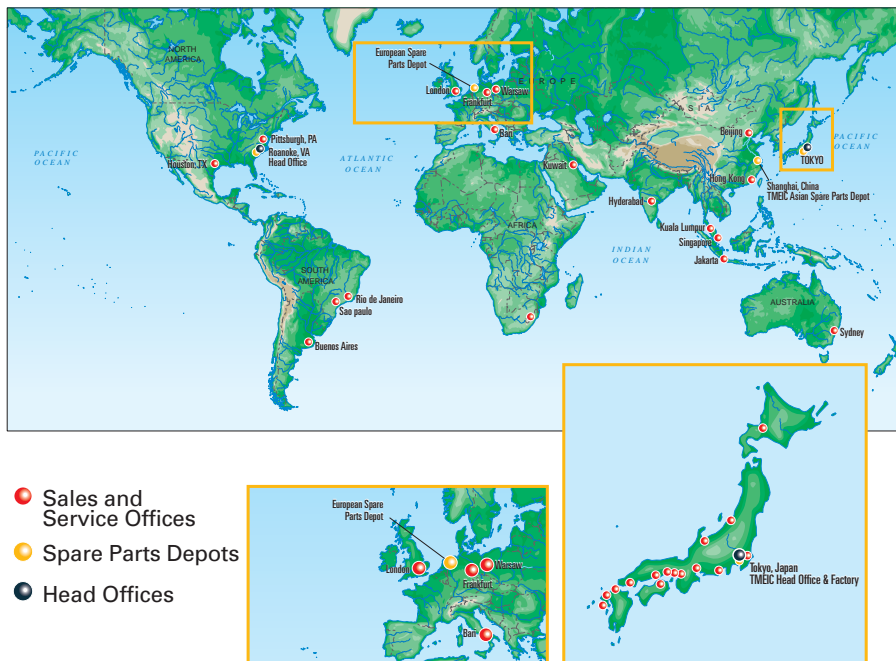 NORTH
AMERICA
PACIFIC
OCEAN
Pittsburgh, PA
Roanoke, VA
Head Office
Houston, TX
ATLANTIC
OCEAN
SOUTH
AMERICA
Rio de Janeiro
Sao paulo
Buenos Aires
European Spare
Parts Depot
EUROPE
London
Frankfurt
Warsaw
Bari
ASIA
Beijing
PACIFIC
OCEAN
TOKYO
Kuwait
Hong Kong
Shanghai, China
TMEIC Asian Spare Parts Depot
Hyderabad
AFRICA
Kuala Lumpur
Singapore
INDIAN
OCEAN
Jakarta
AUSTRALIA
Sydney
Sales and
Service Offices
Spare Parts Depots
Head Offices
European Spare
Parts Depot
London
Warsaw
Frankfurt
Bari
Tokyo, Japan
TMEIC Head Office & Factory